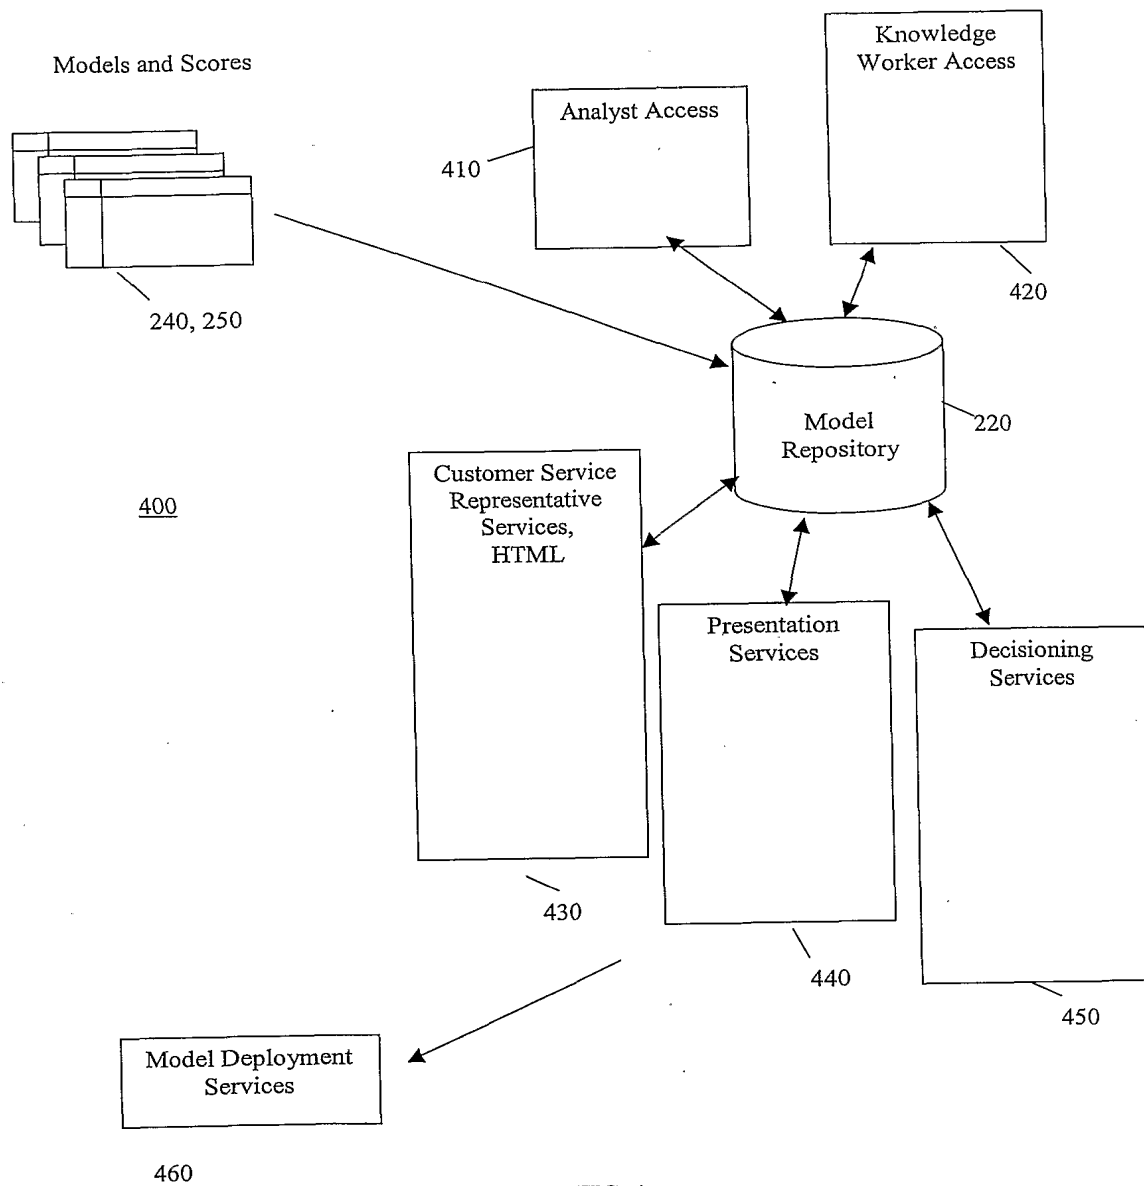 Models and Scores
Knowledge
Worker Access
Analyst Access
410
420
240, 250
Model
Repository
220
400
Customer Service
Representative
Services,
HTML
Presentation
Services
Decisioning
Services
430
440
450
Model Deployment
Services
460